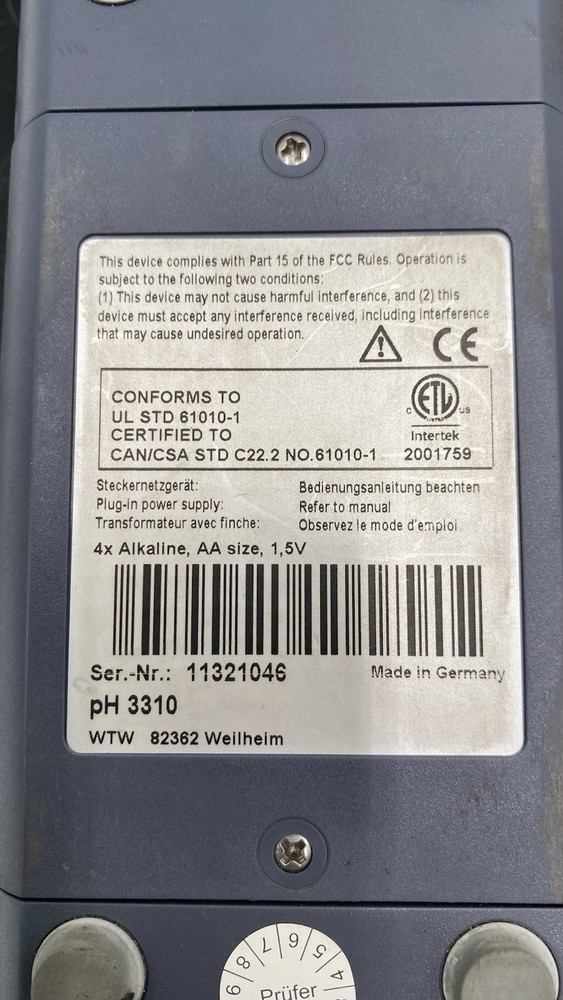 This device complies with Part 15 of the FCC Rules. Operation is
subject to the following two conditions:
(1) This device may not cause harmful interference, and (2) this
device must accept any interference received, including interference
that may cause undesired operation.
CE
CONFORMS TO
UL STD 61010-1
CERTIFIED TO
CAN/CSA STD C22.2 NO.61010-1
c ETL us
Intertek
2001759
Steckernetzgerät: Bedienungsanleitung beachten
Plug-in power supply: Refer to manual
Transformateur avec finche: Observez le mode d'emploi
4x Alkaline, AA size, 1,5V
Ser.-Nr.: 11321046 Made in Germany
pH 3310
WTW 82362 Weilheim
9 8 7 6 5 4
Prüfer